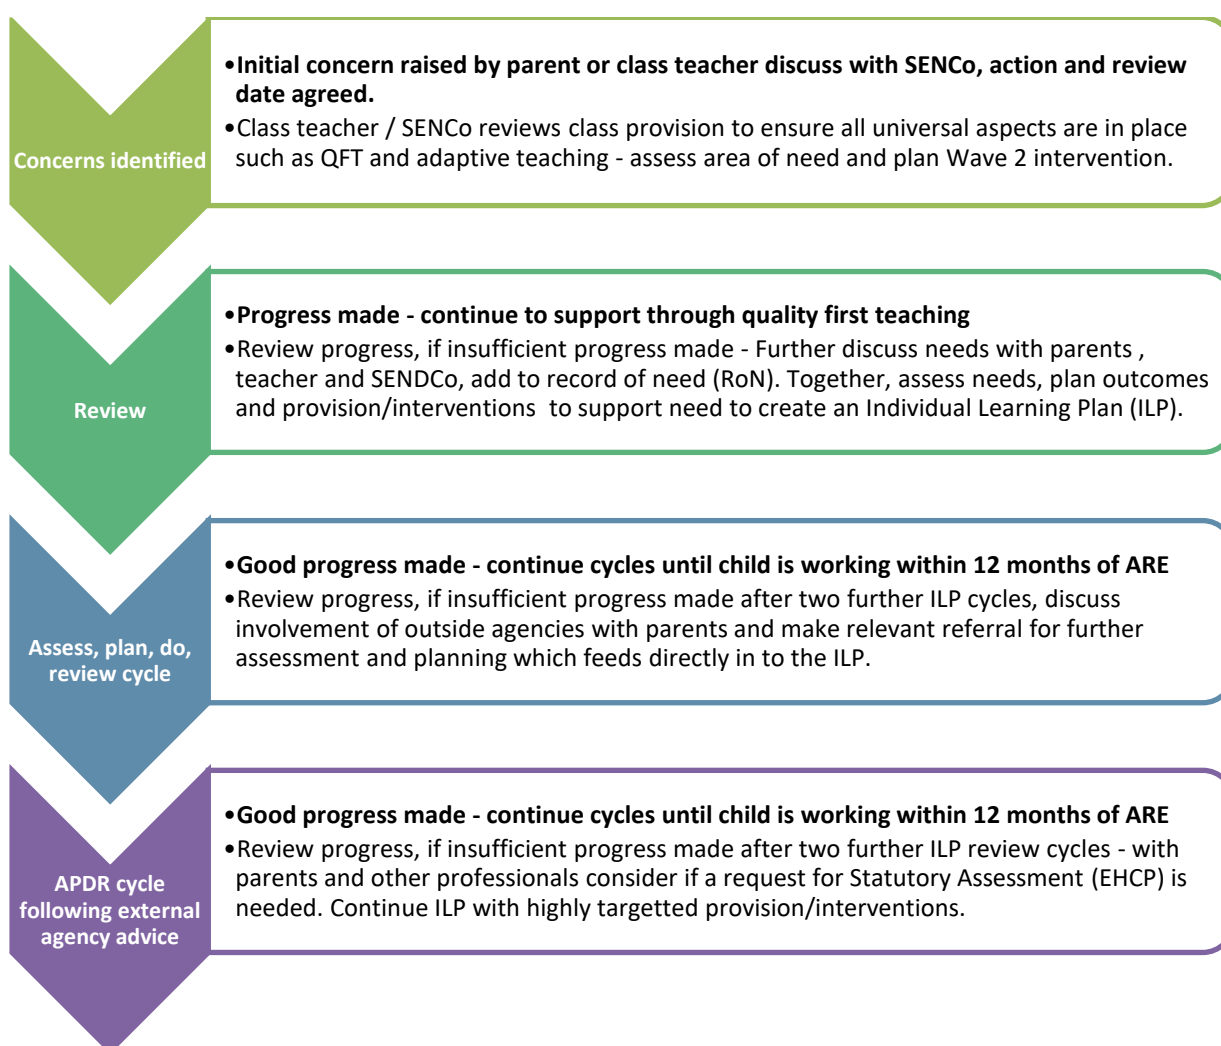 Concerns identified
•Initial concern raised by parent or class teacher discuss with SENCo, action and review
date agreed.
•Class teacher / SENCo reviews class provision to ensure all universal aspects are in place
such as QFT and adaptive teaching - assess area of need and plan Wave 2 intervention.
Review
•Progress made - continue to support through quality first teaching
•Review progress, if insufficient progress made - Further discuss needs with parents ,
teacher and SENDCo, add to record of need (RoN). Together, assess needs, plan outcomes
and provision/interventions  to support need to create an Individual Learning Plan (ILP).
Assess, plan, do,
review cycle
•Good progress made - continue cycles until child is working within 12 months of ARE
•Review progress, if insufficient progress made after two further ILP cycles, discuss
involvement of outside agencies with parents and make relevant referral for further
assessment and planning which feeds directly in to the ILP.
APDR cycle
following external
agency advice
•Good progress made - continue cycles until child is working within 12 months of ARE
•Review progress, if insufficient progress made after two further ILP review cycles - with
parents and other professionals consider if a request for Statutory Assessment (EHCP) is
needed. Continue ILP with highly targetted provision/interventions.